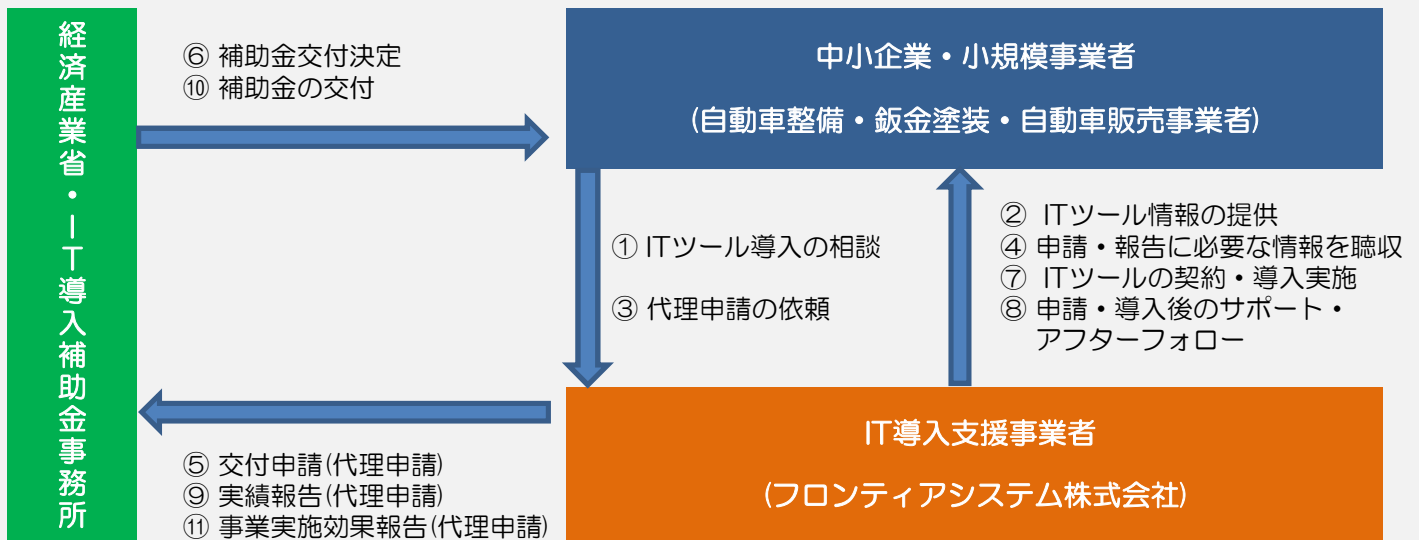 経済産業省・IT導入補助金事務所
⑥ 補助金交付決定
⑩ 補助金の交付
中小企業・小規模事業者
(自動車整備・鈑金塗装・自動車販売事業者)
① ITツール導入の相談
③ 代理申請の依頼
② ITツール情報の提供
④ 申請・報告に必要な情報を聴収
⑦ ITツールの契約・導入実施
⑧ 申請・導入後のサポート・
アフターフォロー
⑤ 交付申請(代理申請)
⑨ 実績報告(代理申請)
⑪ 事業実施効果報告(代理申請)
IT導入支援事業者
(フロンティアシステム株式会社)